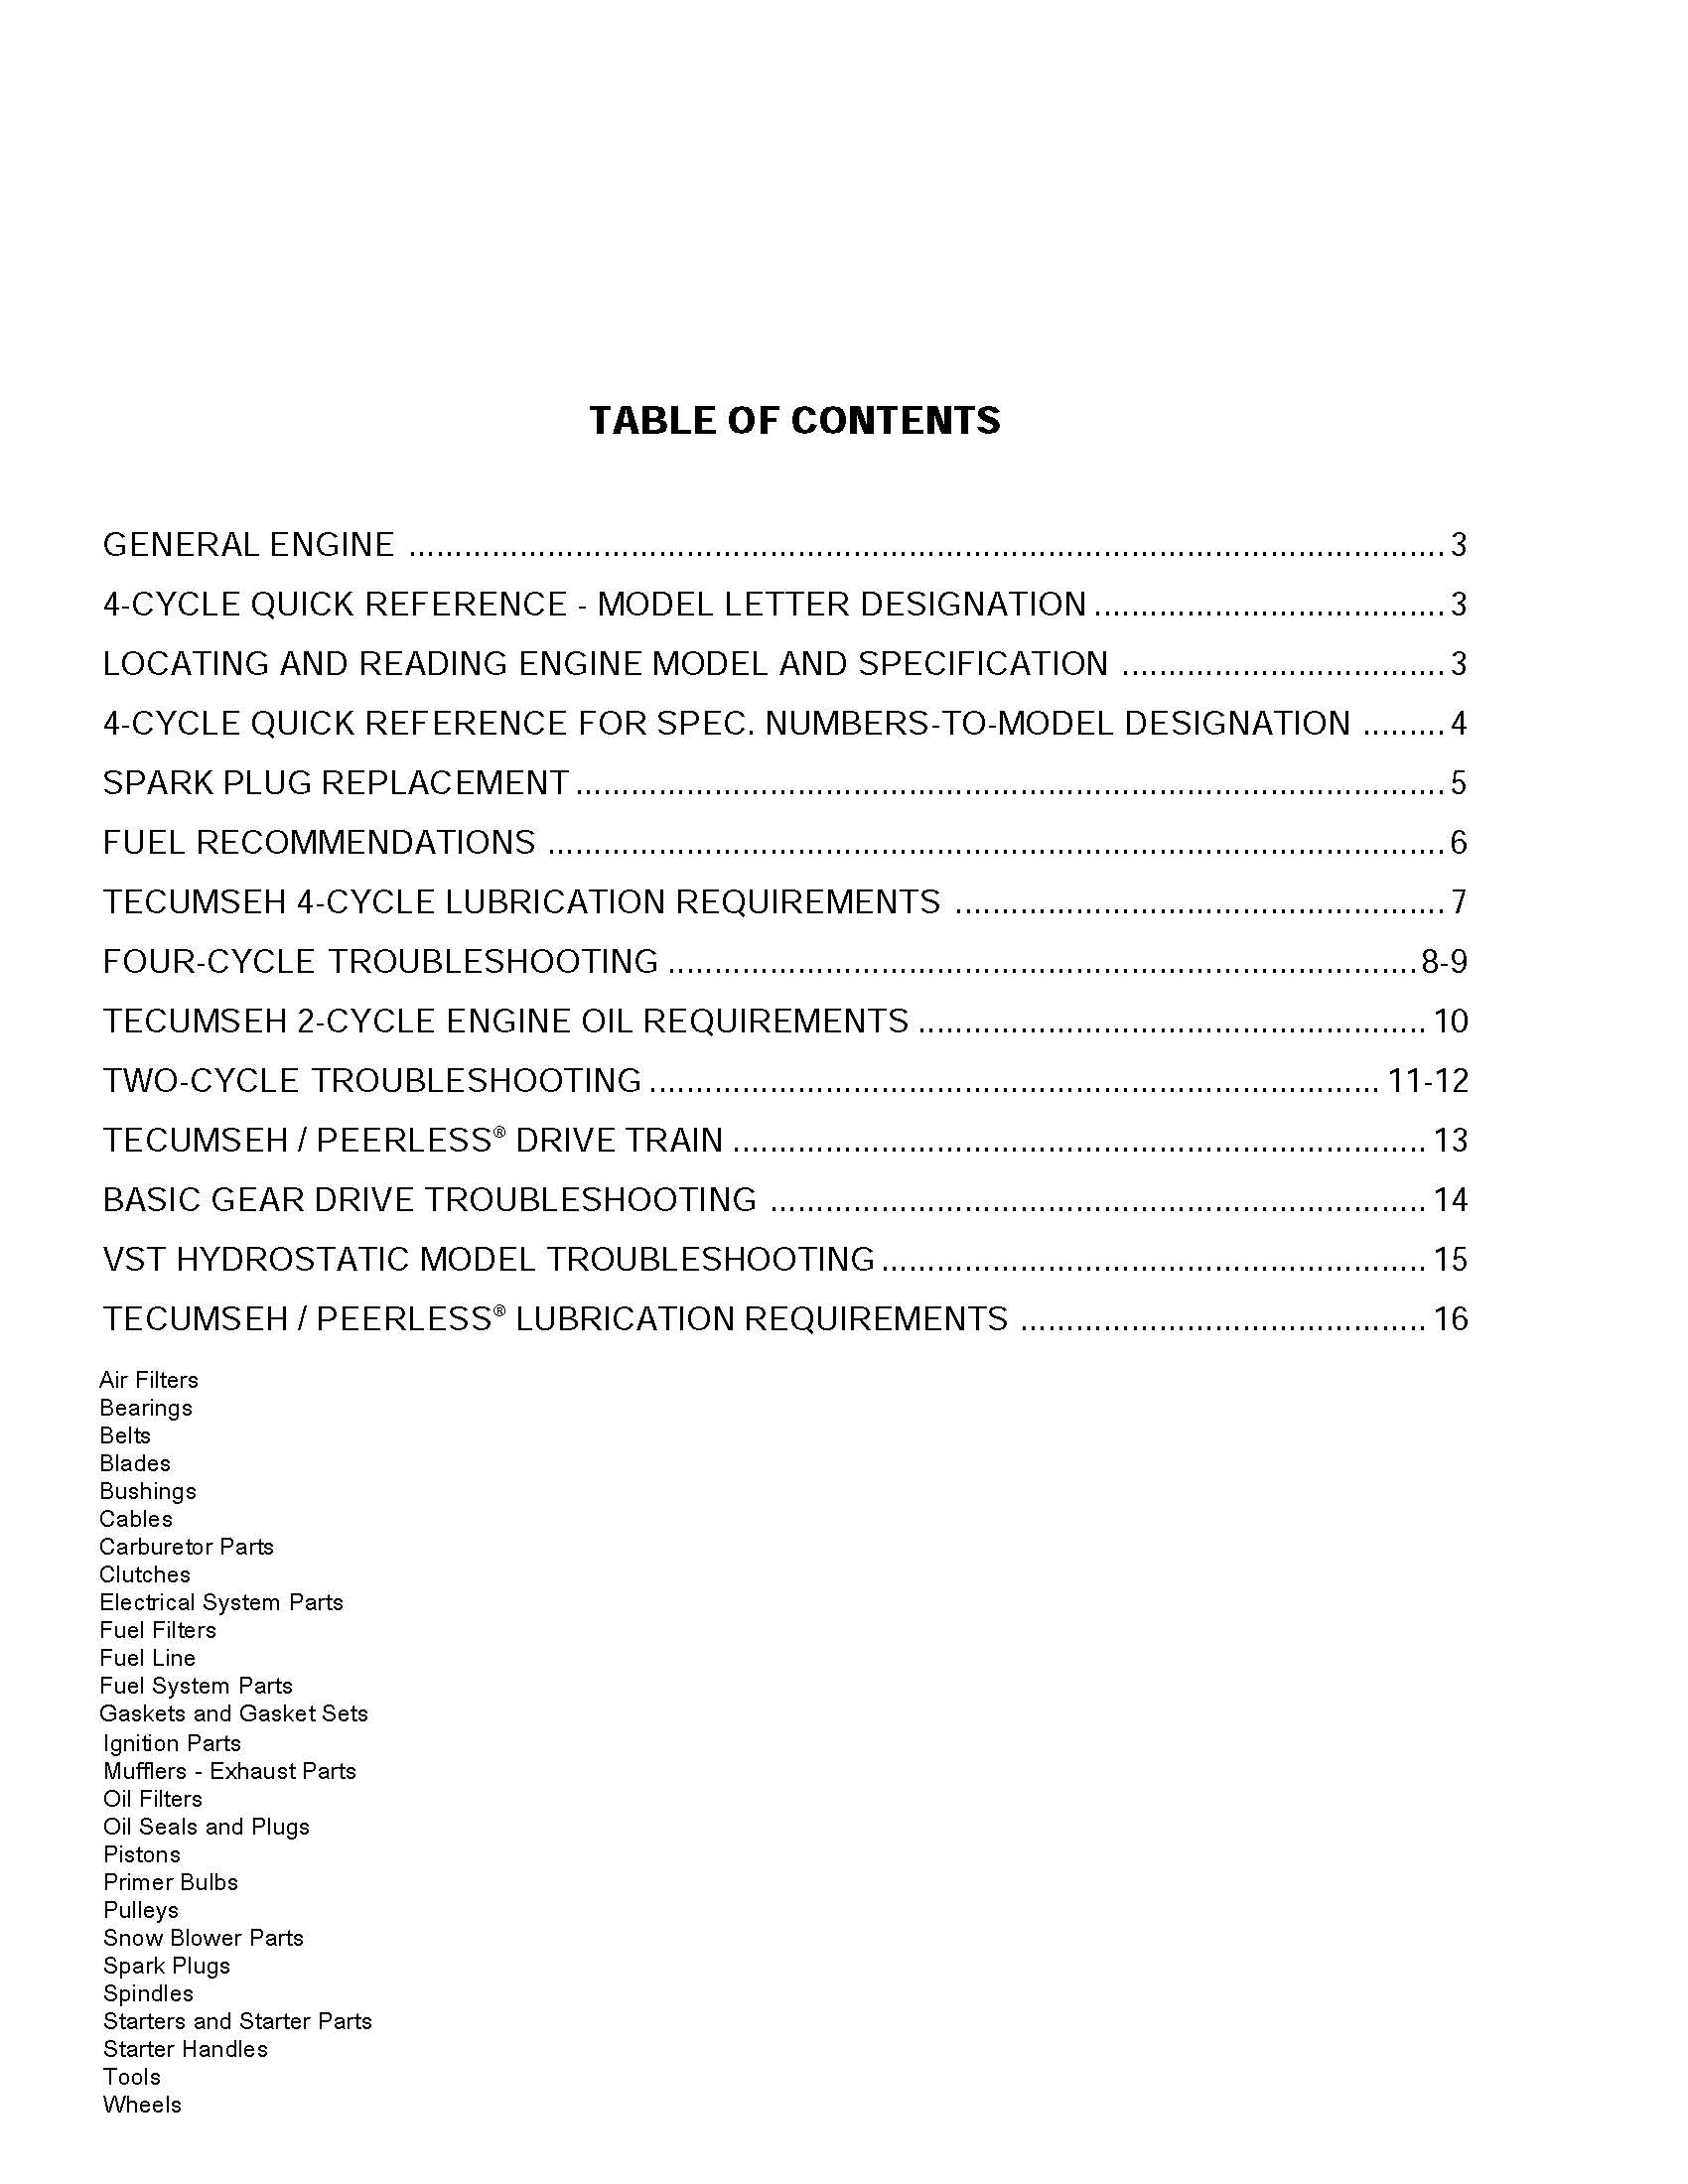 TABLE OF CONTENTS
GENERAL ENGINE ................................................................................................................ 3
4-CYCLE QUICK REFERENCE - MODEL LETTER DESIGNATION ...................................... 3
LOCATING AND READING ENGINE MODEL AND SPECIFICATION ................................... 3
4-CYCLE QUICK REFERENCE FOR SPEC. NUMBERS-TO-MODEL DESIGNATION ......... 4
SPARK PLUG REPLACEMENT .............................................................................................. 5
FUEL RECOMMENDATIONS ................................................................................................. 6
TECUMSEH 4-CYCLE LUBRICATION REQUIREMENTS ..................................................... 7
FOUR-CYCLE TROUBLESHOOTING ................................................................................. 8-9
TECUMSEH 2-CYCLE ENGINE OIL REQUIREMENTS ....................................................... 10
TWO-CYCLE TROUBLESHOOTING ............................................................................... 11-12
TECUMSEH / PEERLESS® DRIVE TRAIN ........................................................................... 13
BASIC GEAR DRIVE TROUBLESHOOTING ....................................................................... 14
VST HYDROSTATIC MODEL TROUBLESHOOTING ........................................................... 15
TECUMSEH / PEERLESS® LUBRICATION REQUIREMENTS ............................................ 16
Air Filters
Bearings
Belts
Blades
Bushings
Cables
Carburetor Parts
Clutches
Electrical System Parts
Fuel Filters
Fuel Line
Fuel System Parts
Gaskets and Gasket Sets
Ignition Parts
Mufflers - Exhaust Parts
Oil Filters
Oil Seals and Plugs
Pistons
Primer Bulbs
Pulleys
Snow Blower Parts
Spark Plugs
Spindles
Starters and Starter Parts
Starter Handles
Tools
Wheels